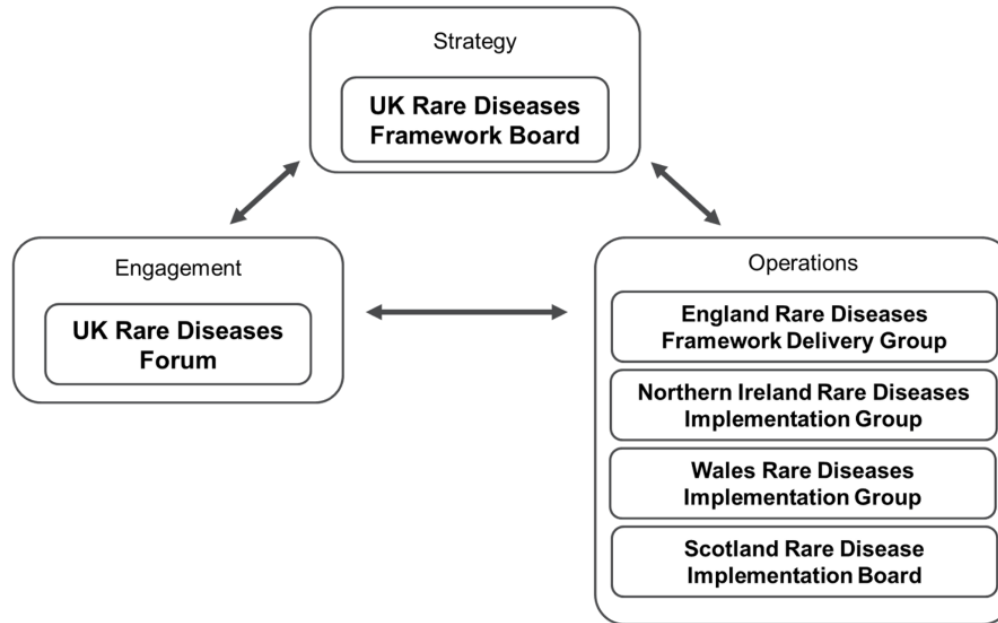 Strategy
UK Rare Diseases
Framework Board
Engagement
UK Rare Diseases
Forum
Operations
England Rare Diseases
Framework Delivery Group
Northern Ireland Rare Diseases
Implementation Group
Wales Rare Diseases
Implementation Group
Scotland Rare Disease
Implementation Board